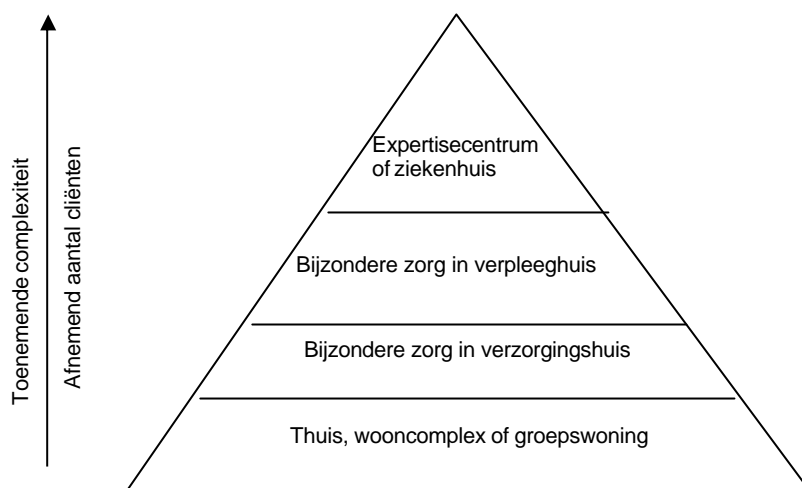 Toenemende complexiteit
Afnemend aantal cliënten
Expertisecentrum
of ziekenhuis
Bijzondere zorg in verpleeghuis
Bijzondere zorg in verzorgingshuis
Thuis, wooncomplex of groepswoning